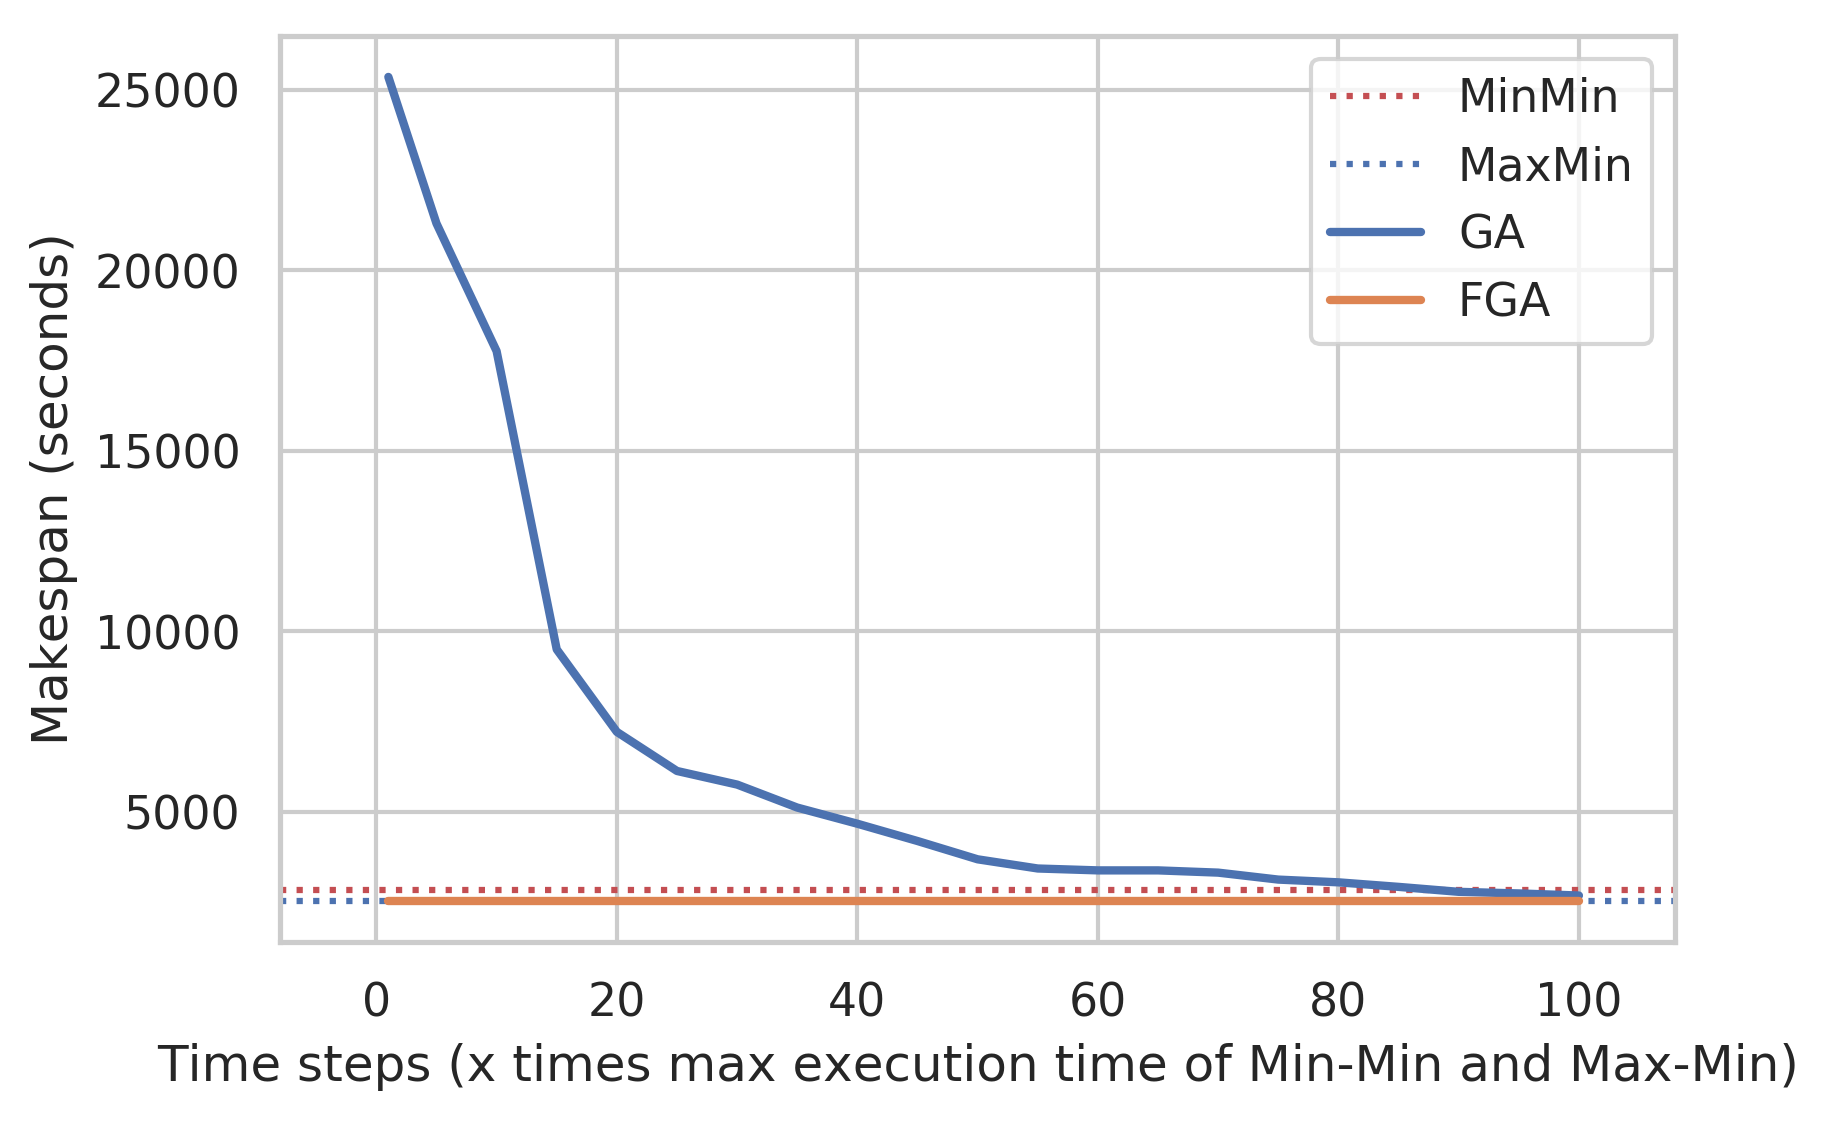 25000
20000
15000
10000
5000
Makespan (seconds)
MinMin
MaxMin
GA
FGA
0 20 40 60 80 100
Time steps (x times max execution time of Min-Min and Max-Min)